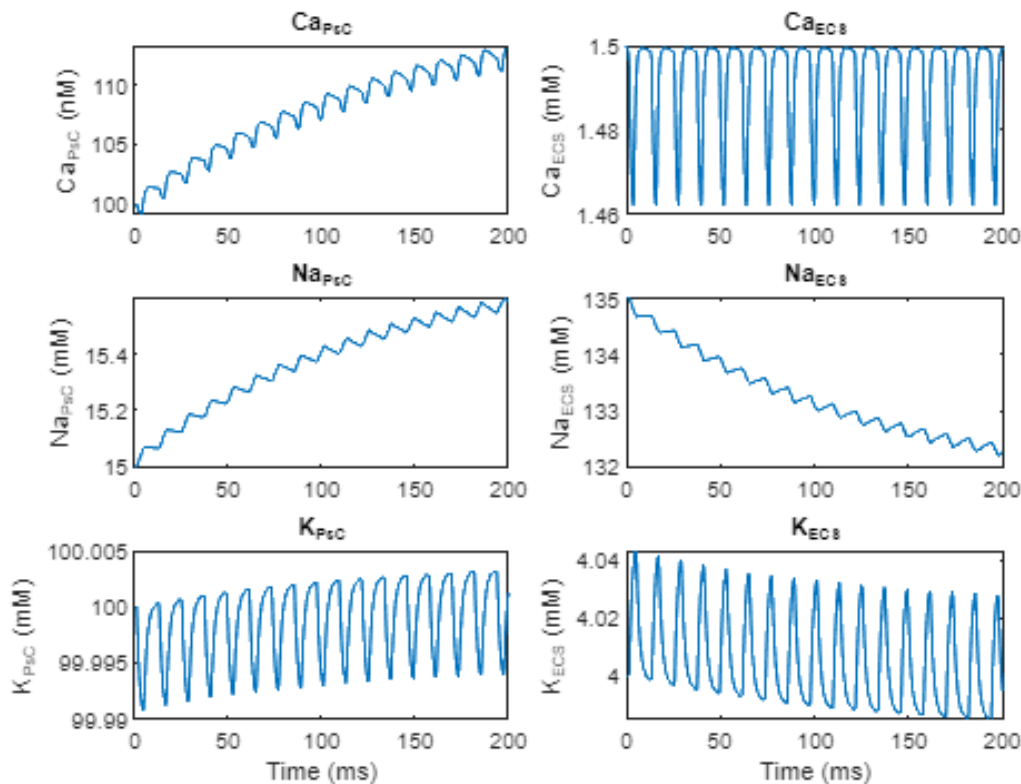 Ca_PsC
Ca_PsC (nM)
110
105
100
0 50 100 150 200
Ca_ECS
Ca_ECS (mM)
1.5
1.48
1.46
0 50 100 150 200
Na_PsC
Na_PsC (mM)
15.4
15.2
15
0 50 100 150 200
Na_ECS
Na_ECS (mM)
135
134
133
132
0 50 100 150 200
K_PsC
K_PsC (mM)
100.005
100
99.995
99.99
0 50 100 150 200
Time (ms)
K_ECS
K_ECS (mM)
4.04
4.02
4
0 50 100 150 200
Time (ms)